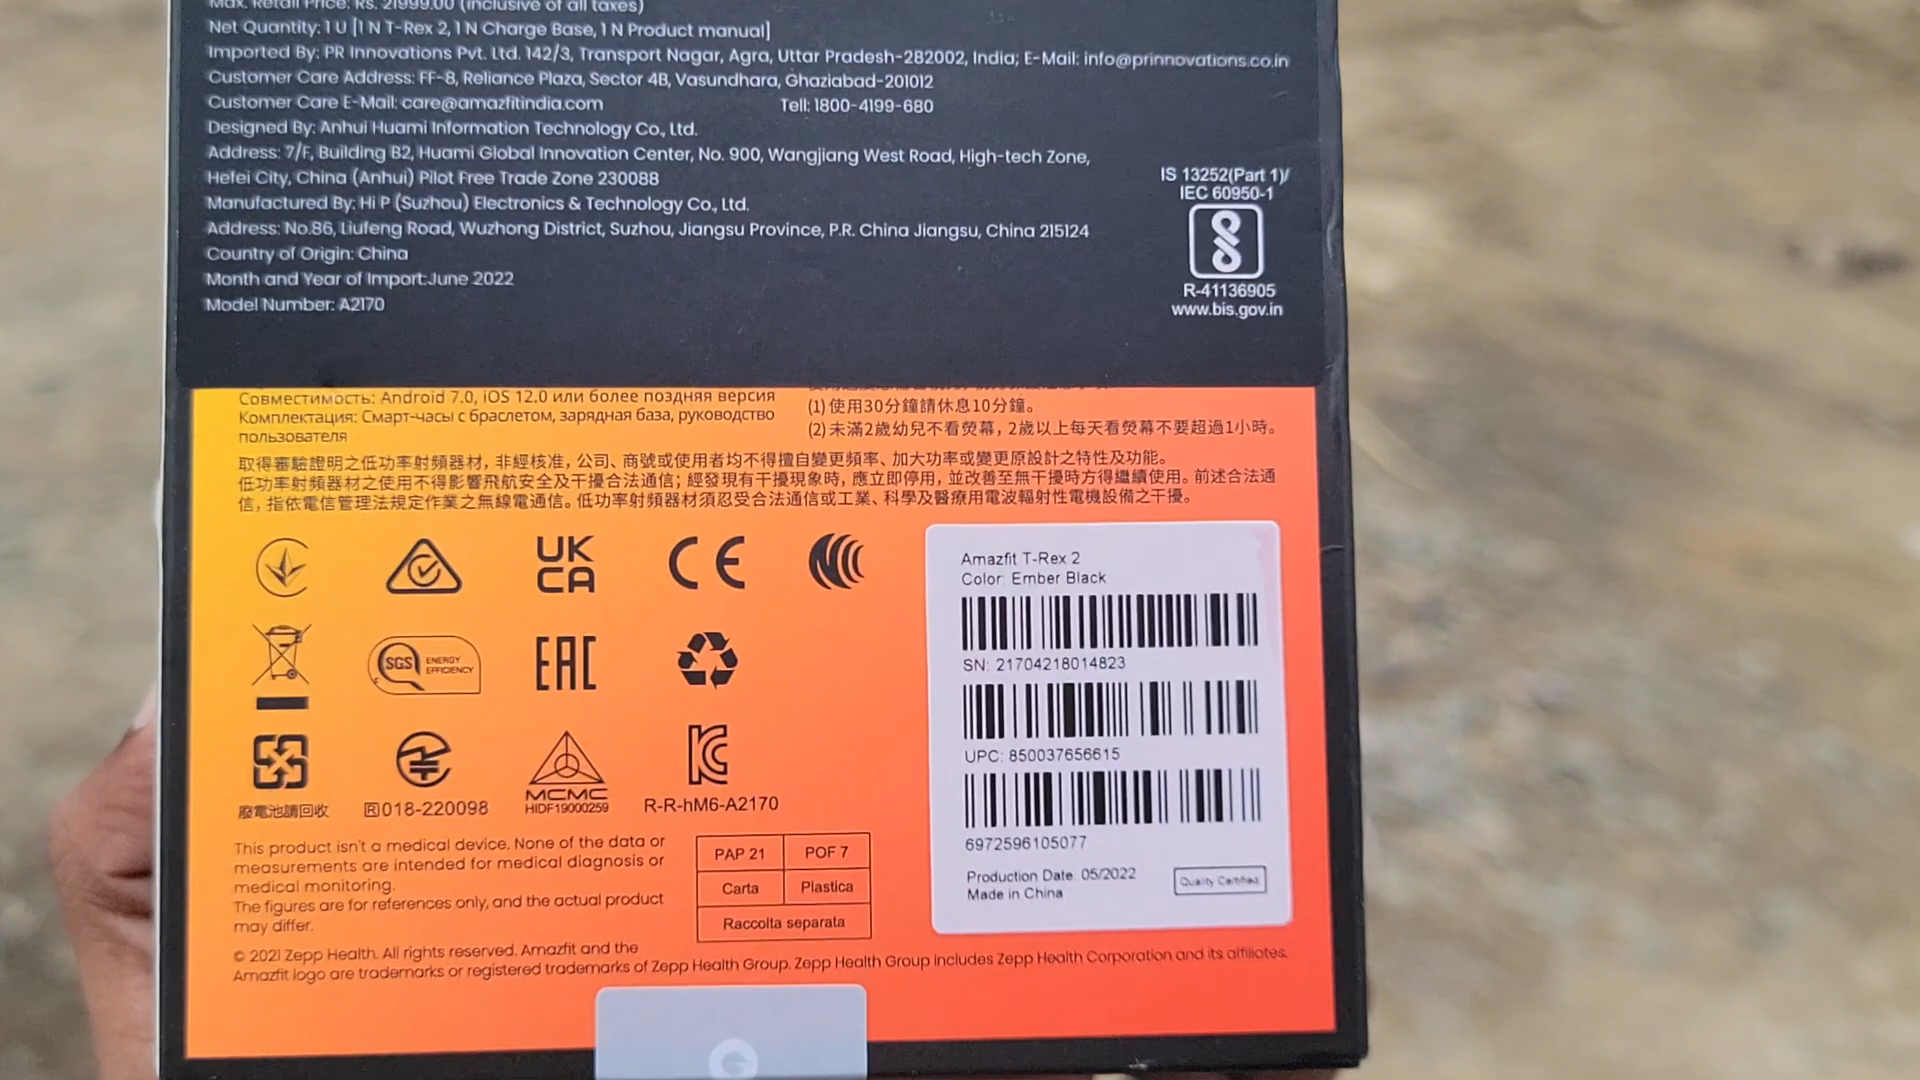 Max. Retail Price: Rs. 21999.00 (Inclusive of all taxes)
Net Quantity: 1 U [1 N T-Rex 2, 1 N Charge Base, 1 N Product manual]
Imported By: PR Innovations Pvt. Ltd. 142/3, Transport Nagar, Agra, Uttar Pradesh-282002, India; E-Mail: info@prinnovations.co.in
Customer Care Address: FF-8, Reliance Plaza, Sector 4B, Vasundhara, Ghaziabad-201012
Customer Care E-Mail: care@amazfitindia.com Tell: 1800-4199-680
Designed By: Anhui Huami Information Technology Co., Ltd.
Address: 7/F, Building B2, Huami Global Innovation Center, No. 900, Wangjiang West Road, High-tech Zone,
Hefei City, China (Anhui) Pilot Free Trade Zone 230088
Manufactured By: Hi P (Suzhou) Electronics & Technology Co., Ltd.
Address: No.86, Liufeng Road, Wuzhong District, Suzhou, Jiangsu Province, P.R. China Jiangsu, China 215124
Country of Origin: China
Month and Year of Import:June 2022
Model Number: A2170
IS 13252(Part 1)/
IEC 60950-1
R-41136905
www.bis.gov.in
Совместимость: Android 7.0, iOS 12.0 или более поздняя версия
Комплектация: Смарт-часы с браслетом, зарядная база, руководство
пользователя
(1) 使用30分鐘請休息10分鐘。
(2) 未滿2歲幼兒不看熒幕，2歲以上每天看熒幕不要超過1小時。
取得審驗證明之低功率射頻器材，非經核准，公司、商號或使用者均不得擅自變更頻率、加大功率或變更原設計之特性及功能。
低功率射頻器材之使用不得影響飛航安全及干擾合法通信；經發現有干擾現象時，應立即停用，並改善至無干擾時方得繼續使用。前述合法通
信，指依電信管理法規定作業之無線電通信。低功率射頻器材須忍受合法通信或工業、科學及醫療用電波輻射性電機設備之干擾。
UK
CA
CE
SGS ENERGY
EFFICIENCY
EAC
廢電池請回收
R 018-220098
MCMC
HIDF19000259
R-R-hM6-A2170
This product isn't a medical device. None of the data or
measurements are intended for medical diagnosis or
medical monitoring.
The figures are for references only, and the actual product
may differ.
PAP 21 POF 7
Carta Plastica
Raccolta separata
© 2021 Zepp Health. All rights reserved. Amazfit and the
Amazfit logo are trademarks or registered trademarks of Zepp Health Group. Zepp Health Group includes Zepp Health Corporation and its affiliates.
Amazfit T-Rex 2
Color: Ember Black
SN: 21704218014823
UPC: 850037656615
6972596105077
Production Date: 05/2022
Made in China
Quality Certified